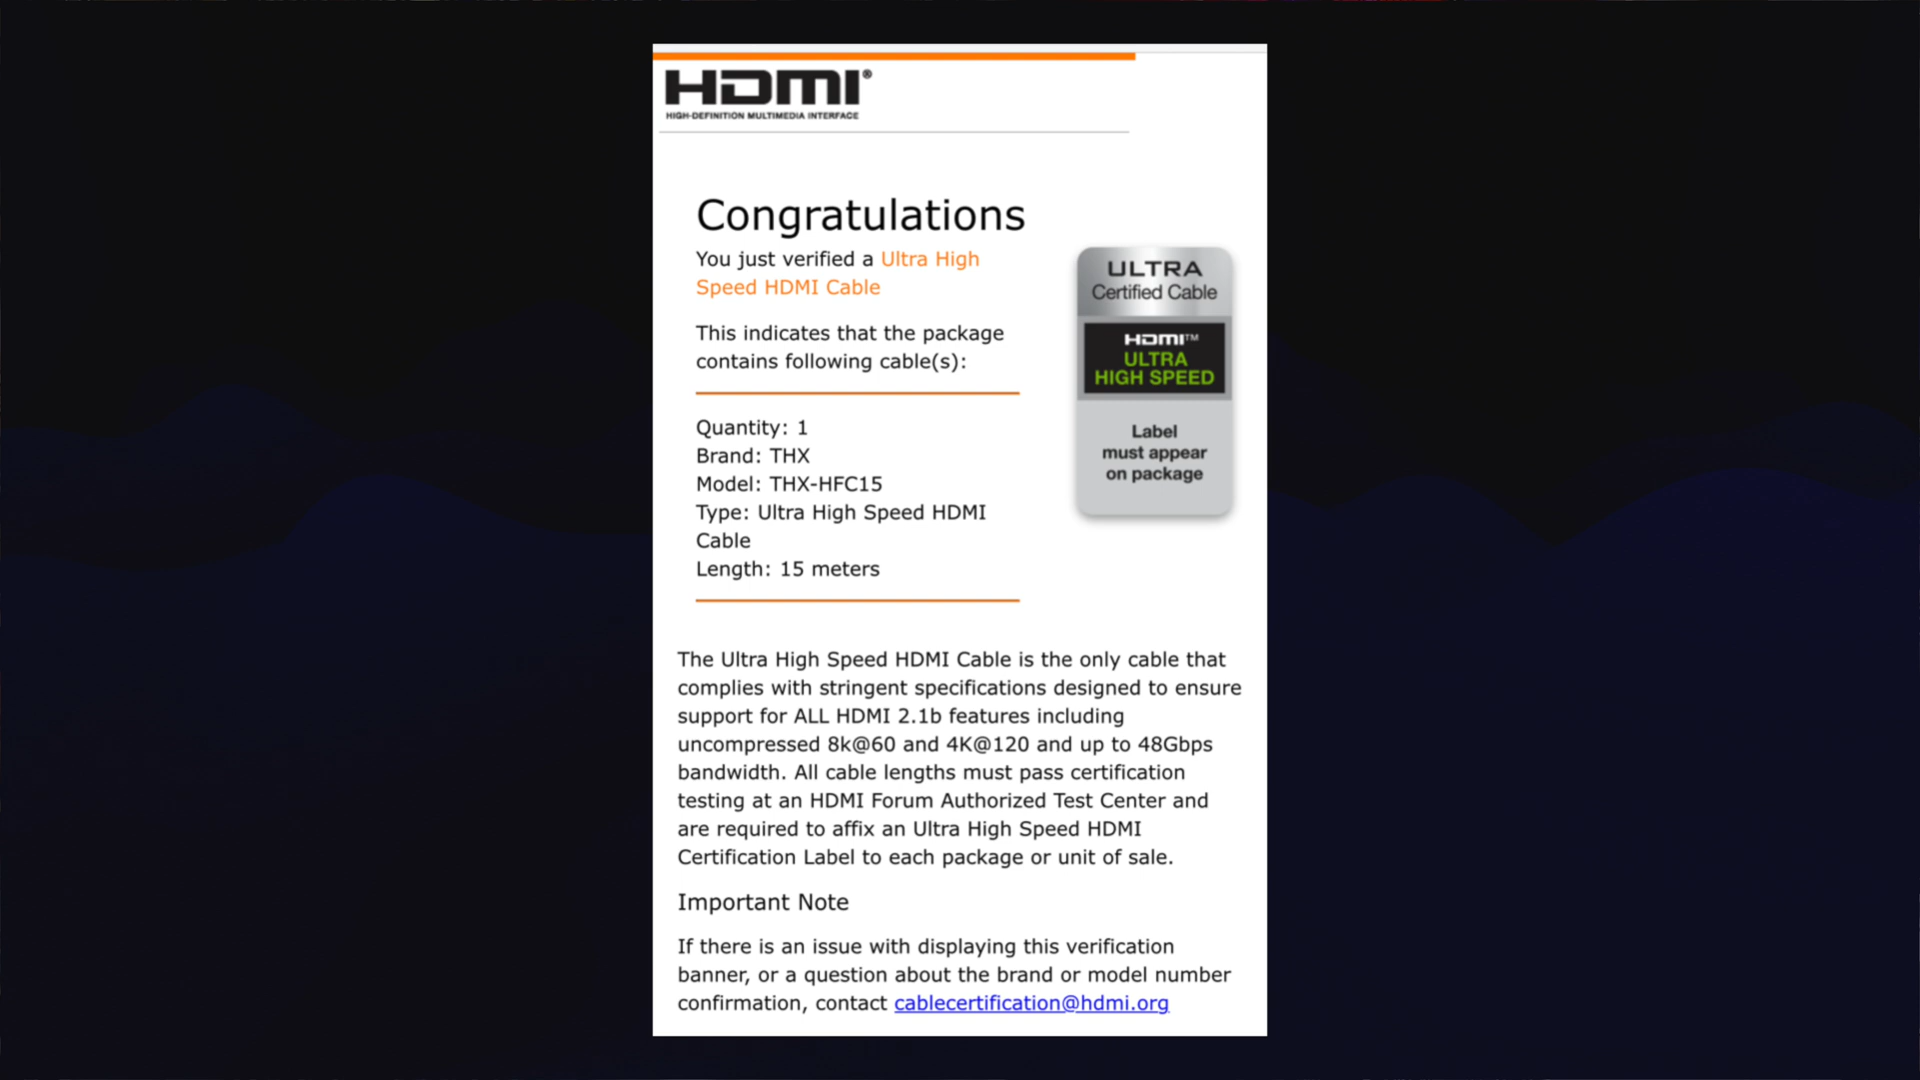 HDMI®
HIGH-DEFINITION MULTIMEDIA INTERFACE
Congratulations
You just verified a Ultra High
Speed HDMI Cable
This indicates that the package
contains following cable(s):
Quantity: 1
Brand: THX
Model: THX-HFC15
Type: Ultra High Speed HDMI
Cable
Length: 15 meters
ULTRA
Certified Cable
HDMI™
ULTRA
HIGH SPEED
Label
must appear
on package
The Ultra High Speed HDMI Cable is the only cable that
complies with stringent specifications designed to ensure
support for ALL HDMI 2.1b features including
uncompressed 8k@60 and 4K@120 and up to 48Gbps
bandwidth. All cable lengths must pass certification
testing at an HDMI Forum Authorized Test Center and
are required to affix an Ultra High Speed HDMI
Certification Label to each package or unit of sale.
Important Note
If there is an issue with displaying this verification
banner, or a question about the brand or model number
confirmation, contact cablecertification@hdmi.org